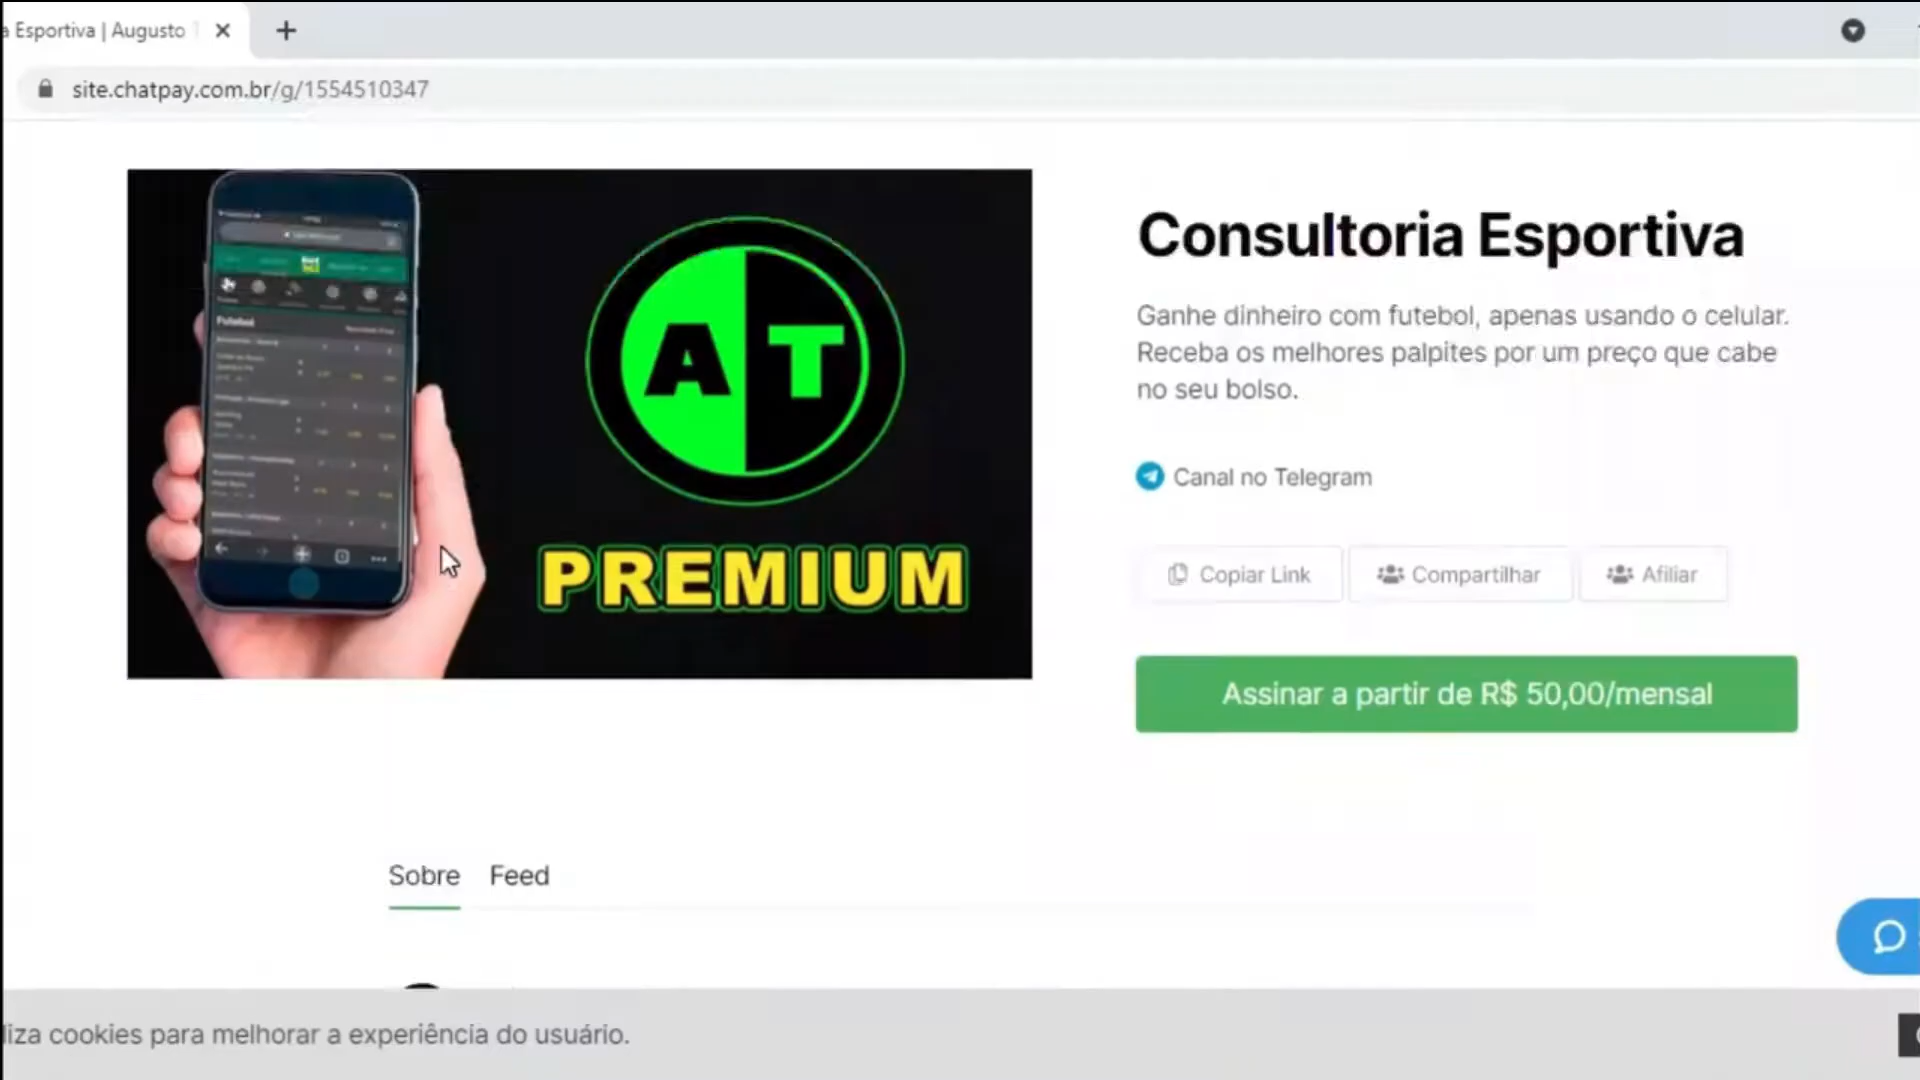 a Esportiva | Augusto
site.chatpay.com.br/g/1554510347
Futebol
A T
PREMIUM
Consultoria Esportiva
Ganhe dinheiro com futebol, apenas usando o celular.
Receba os melhores palpites por um preço que cabe
no seu bolso.
Canal no Telegram
Copiar Link
Compartilhar
Afiliar
Assinar a partir de R$ 50,00/mensal
Sobre
Feed
liza cookies para melhorar a experiência do usuário.